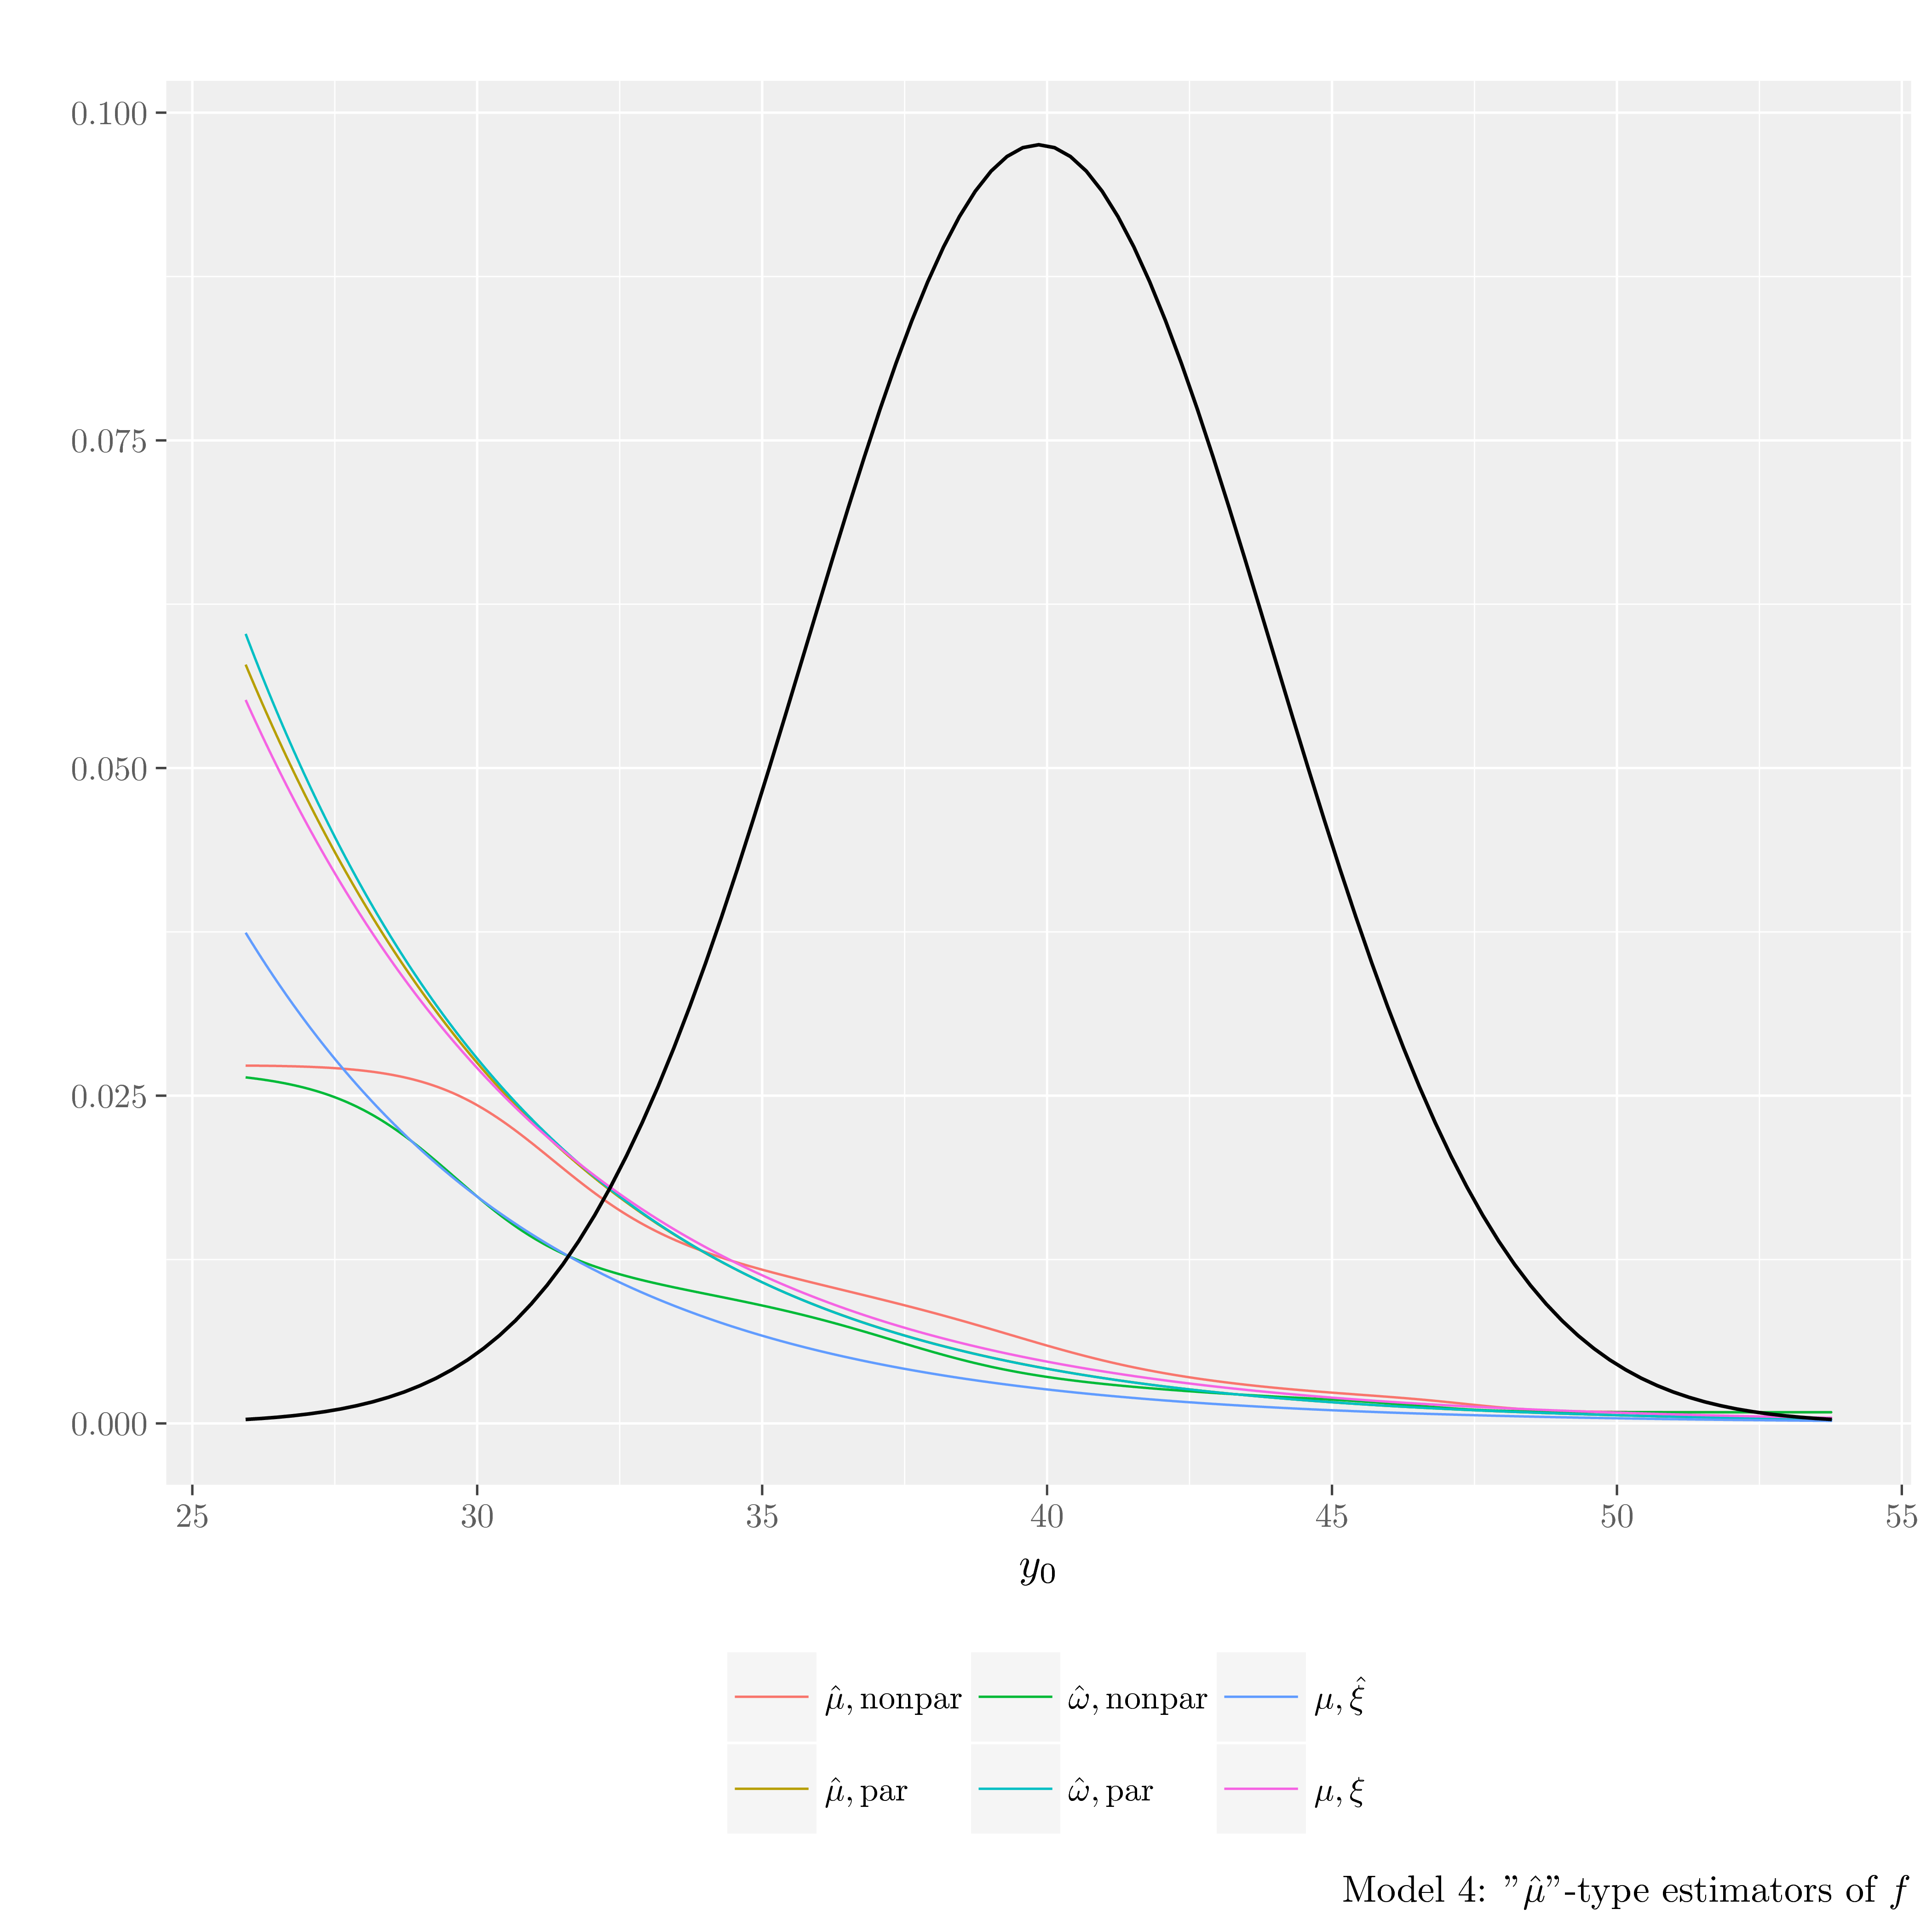 0.100
0.075
0.050
0.025
0.000
25 30 35 40 45 50 55
y₀
μ̂, nonpar ω̂, nonpar μ, ξ̂
μ̂, par ω̂, par μ, ξ
Model 4: ”μ̂”-type estimators of f